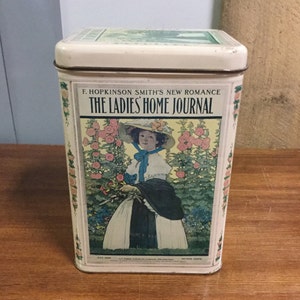 F. HOPKINSON SMITH'S NEW ROMANCE
THE LADIES' HOME JOURNAL